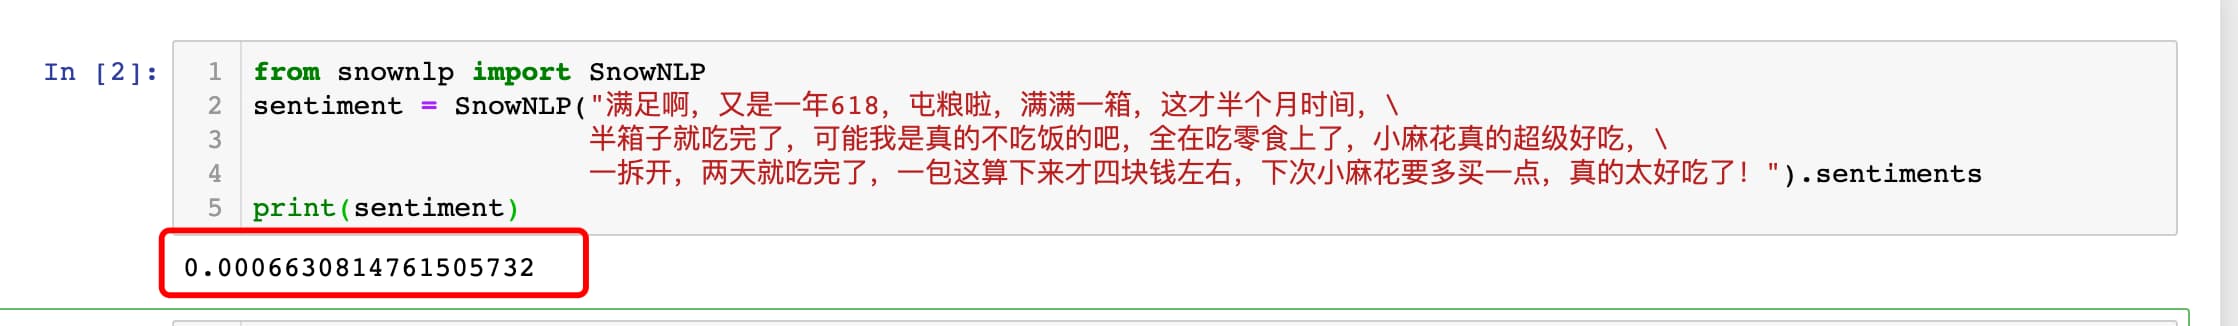 In [2]:
1 from snownlp import SnowNLP
2 sentiment = SnowNLP("满足啊，又是一年618，屯粮啦，满满一箱，这才半个月时间，\
3 半箱子就吃完了，可能我是真的不吃饭的吧，全在吃零食上了，小麻花真的超级好吃，\
4 一拆开，两天就吃完了，一包这算下来才四块钱左右，下次小麻花要多买一点，真的太好吃了！").sentiments
5 print(sentiment)
0.0006630814761505732